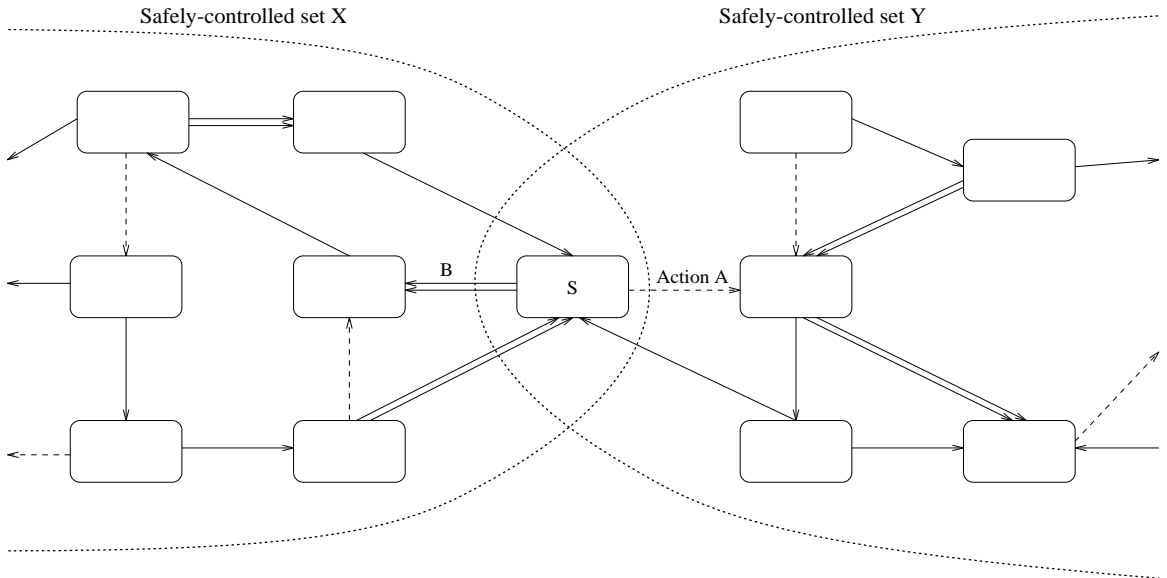 Safely-controlled set X
Safely-controlled set Y
B
S
Action A